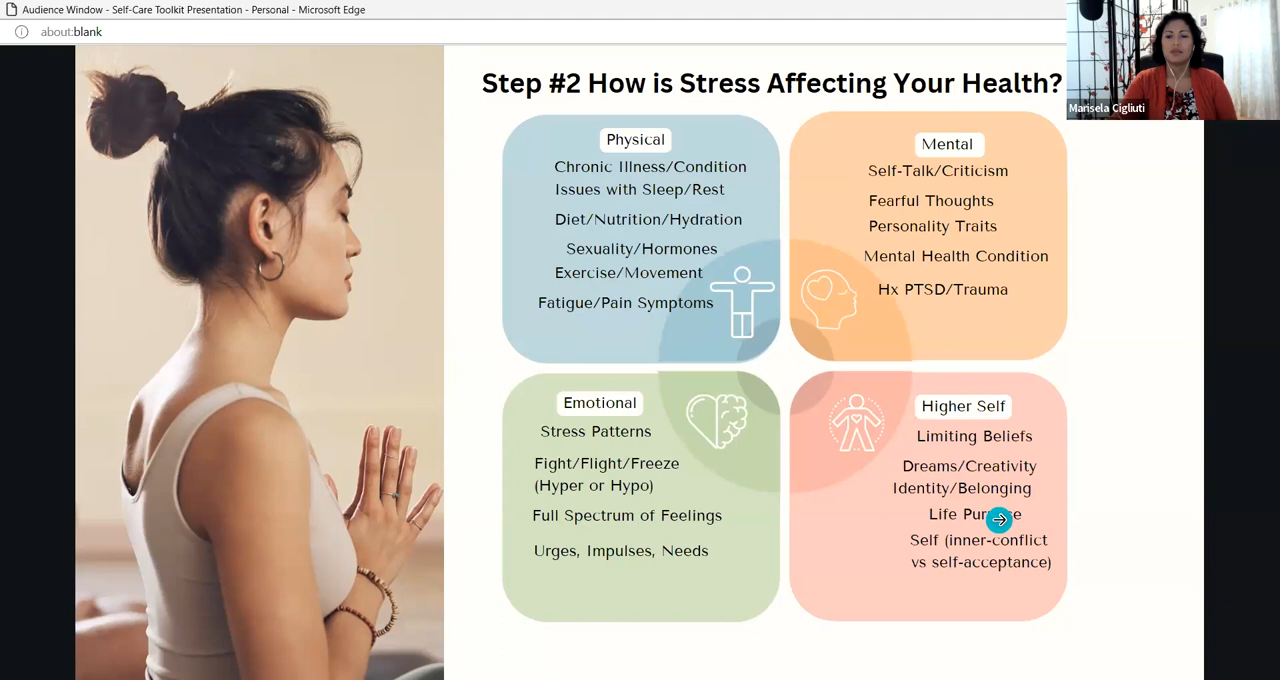 Audience Window - Self-Care Toolkit Presentation - Personal - Microsoft Edge
about:blank
Marisela Cigliuti
Step #2 How is Stress Affecting Your Health?
Physical
Chronic Illness/Condition
Issues with Sleep/Rest
Diet/Nutrition/Hydration
Sexuality/Hormones
Exercise/Movement
Fatigue/Pain Symptoms
Mental
Self-Talk/Criticism
Fearful Thoughts
Personality Traits
Mental Health Condition
Hx PTSD/Trauma
Emotional
Stress Patterns
Fight/Flight/Freeze
(Hyper or Hypo)
Full Spectrum of Feelings
Urges, Impulses, Needs
Higher Self
Limiting Beliefs
Dreams/Creativity
Identity/Belonging
Life
Self (inner-conflict
vs self-acceptance)